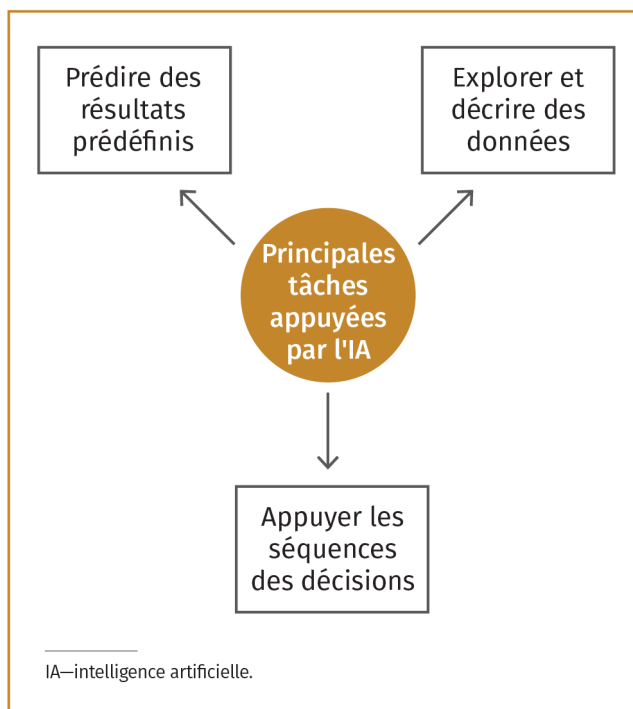 Prédire des
résultats
prédéfinis
Explorer et
décrire des
données
Principales
tâches
appuyées
par l'IA
Appuyer les
séquences
des décisions
IA—intelligence artificielle.